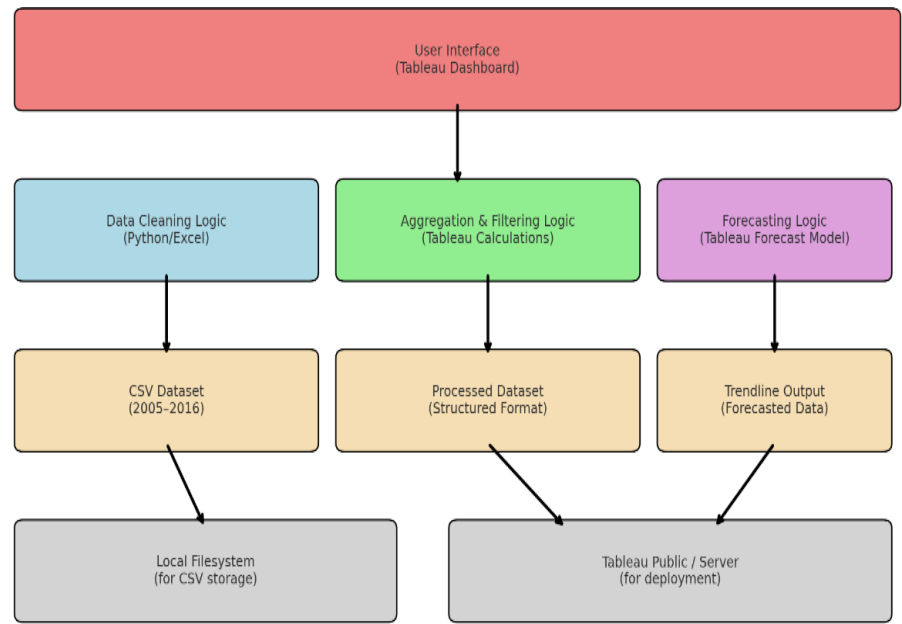 User Interface
(Tableau Dashboard)
Data Cleaning Logic
(Python/Excel)
Aggregation & Filtering Logic
(Tableau Calculations)
Forecasting Logic
(Tableau Forecast Model)
CSV Dataset
(2005–2016)
Processed Dataset
(Structured Format)
Trendline Output
(Forecasted Data)
Local Filesystem
(for CSV storage)
Tableau Public / Server
(for deployment)